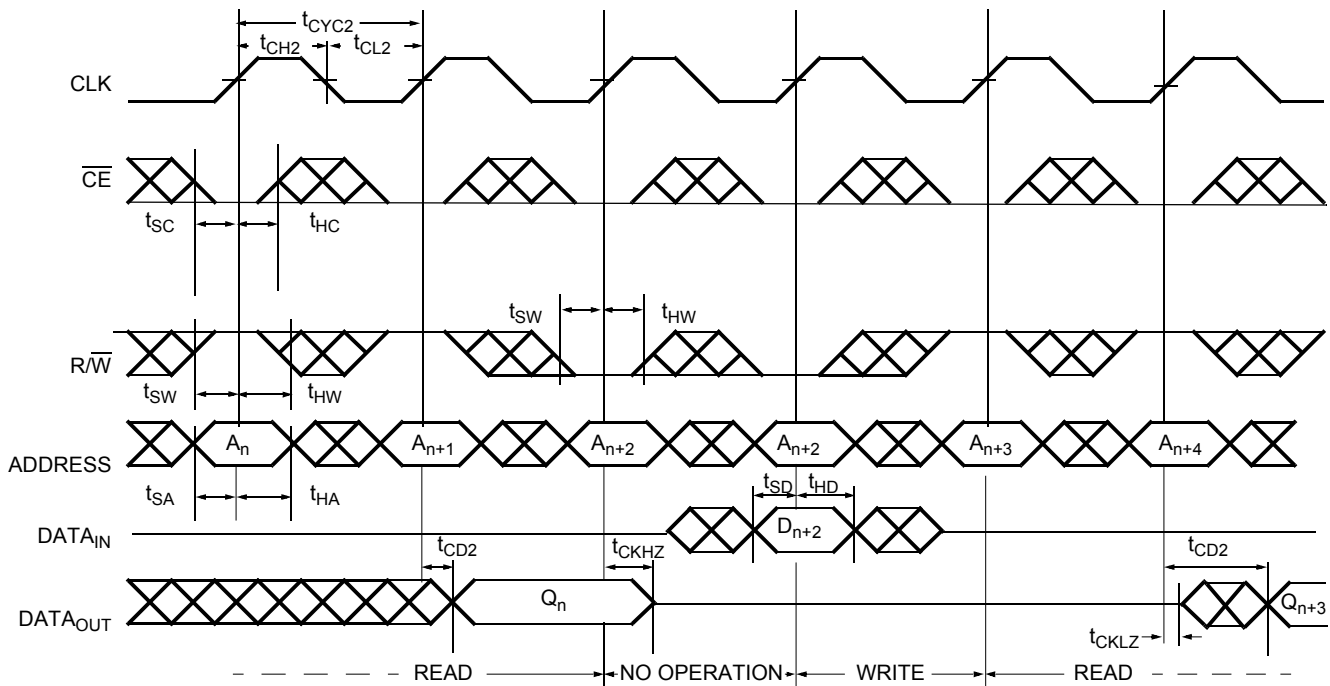 tCYC2
tCH2 tCL2
CLK
CE
tSC tHC
tSW tHW
R/W
tSW tHW
An An+1 An+2 An+2 An+3 An+4
ADDRESS
tSA tHA tSD tHD
DATAIN Dn+2
tCD2 tCKHZ tCD2
Qn Qn+3
DATAOUT
tCKLZ
READ NO OPERATION WRITE READ